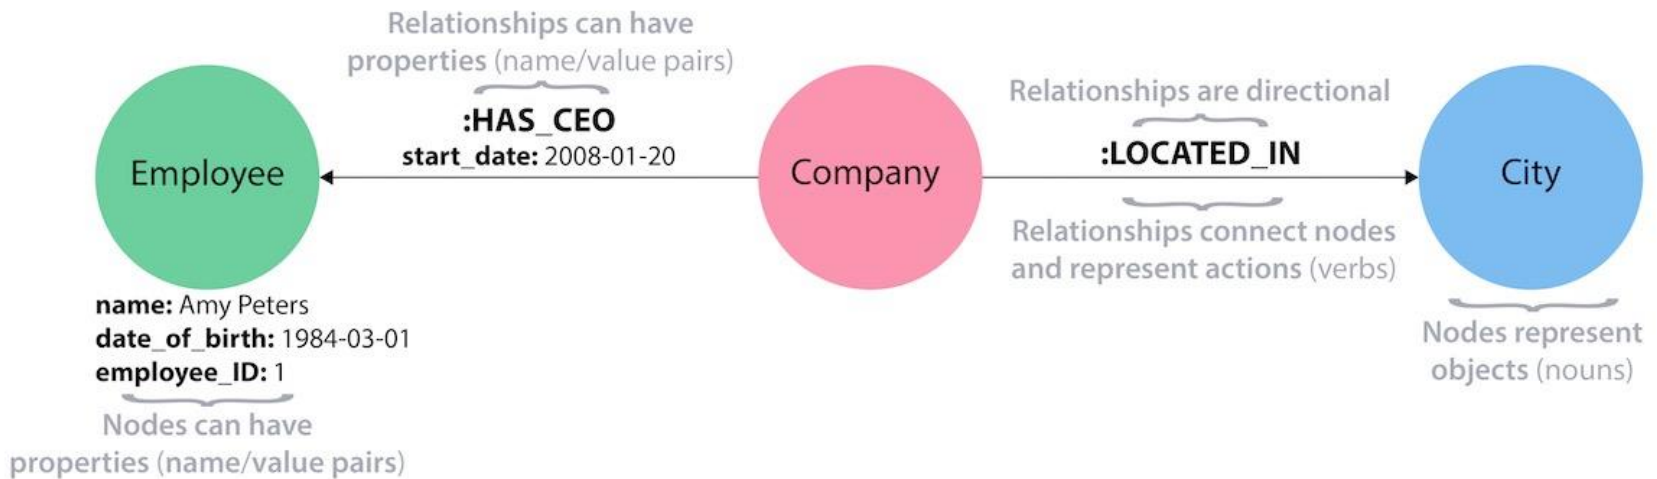 Relationships can have
properties (name/value pairs)
:HAS_CEO
start_date: 2008-01-20
Employee
Company
Relationships are directional
:LOCATED_IN
Relationships connect nodes
and represent actions (verbs)
City
name: Amy Peters
date_of_birth: 1984-03-01
employee_ID: 1
Nodes can have
properties (name/value pairs)
Nodes represent
objects (nouns)